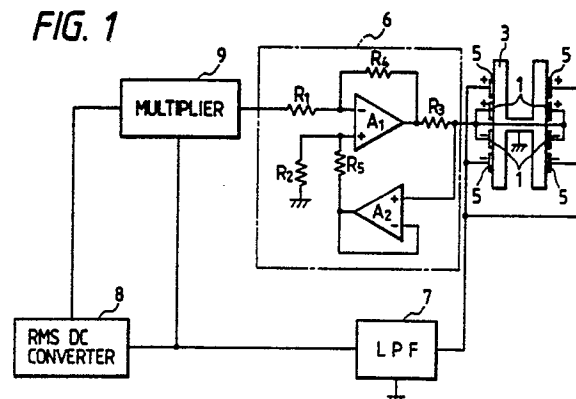 FIG. 1
6
9
MULTIPLIER
R1
R4
-
+
A1
R3
R2
R5
+
-
A2
5 3 5
+ 1 +
+ +
- -
- -
5 1 5
8
RMS DC
CONVERTER
7
LPF